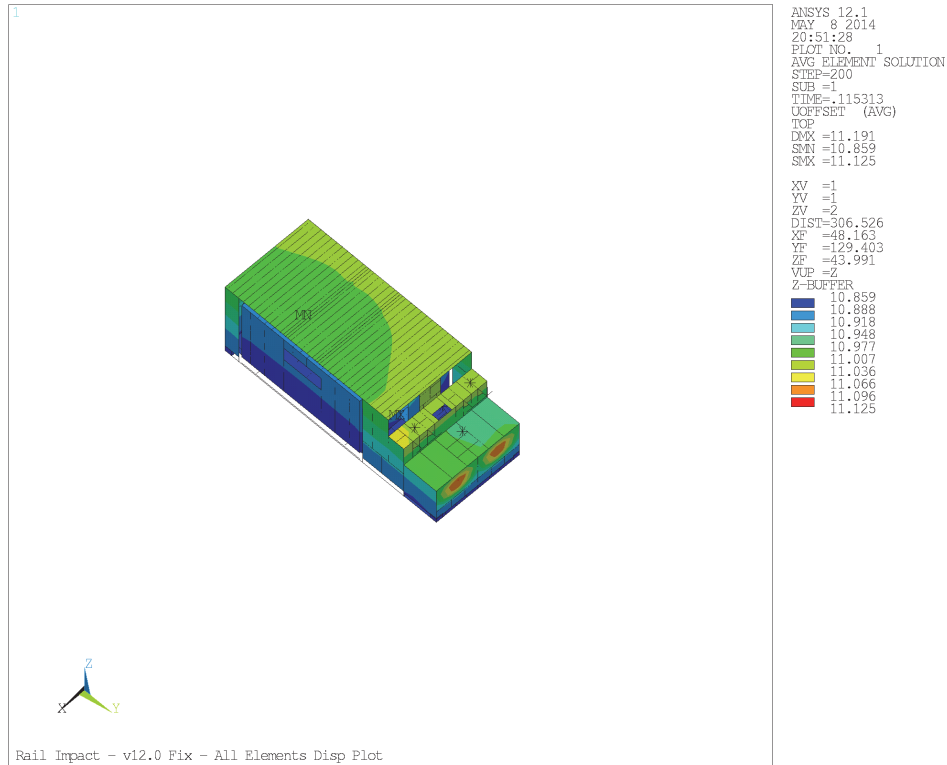 1
ANSYS 12.1
MAY 8 2014
20:51:28
PLOT NO. 1
AVG ELEMENT SOLUTION
STEP=200
SUB =1
TIME=.115313
UOFFSET (AVG)
TOP
DMX =11.191
SMN =10.859
SMX =11.125
XV =1
YV =1
ZV =2
DIST=306.526
XF =48.163
YF =129.403
ZF =43.991
VUP =Z
Z-BUFFER
10.859
10.888
10.918
10.948
10.977
11.007
11.036
11.066
11.096
11.125
MN
Z
X
Y
Rail Impact - v12.0 Fix - All Elements Disp Plot